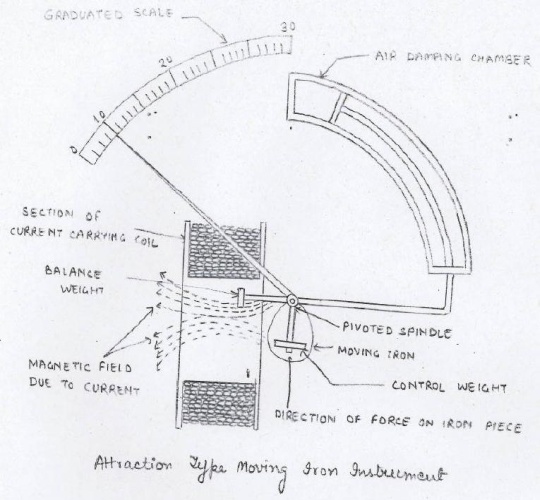 GRADUATED SCALE
30
20
10
0
AIR DAMPING CHAMBER
SECTION OF
CURRENT CARRYING COIL
BALANCE
WEIGHT
PIVOTED SPINDLE
MOVING IRON
MAGNETIC FIELD
DUE TO CURRENT
CONTROL WEIGHT
DIRECTION OF FORCE ON IRON PIECE
Attraction Type Moving Iron Instrument